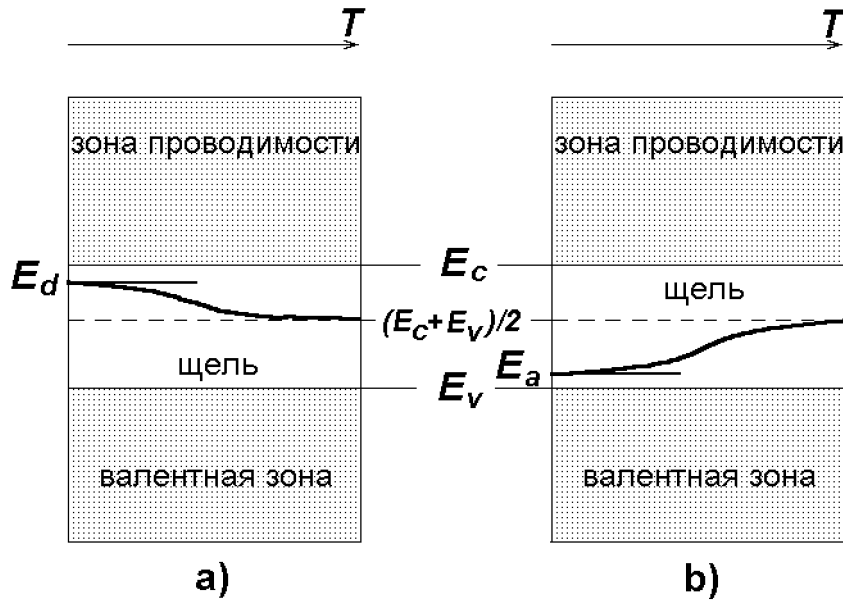 T T
зона проводимости зона проводимости
E_d E_c
щель
(E_c+E_v)/2
щель E_a
E_v
валентная зона валентная зона
a) b)